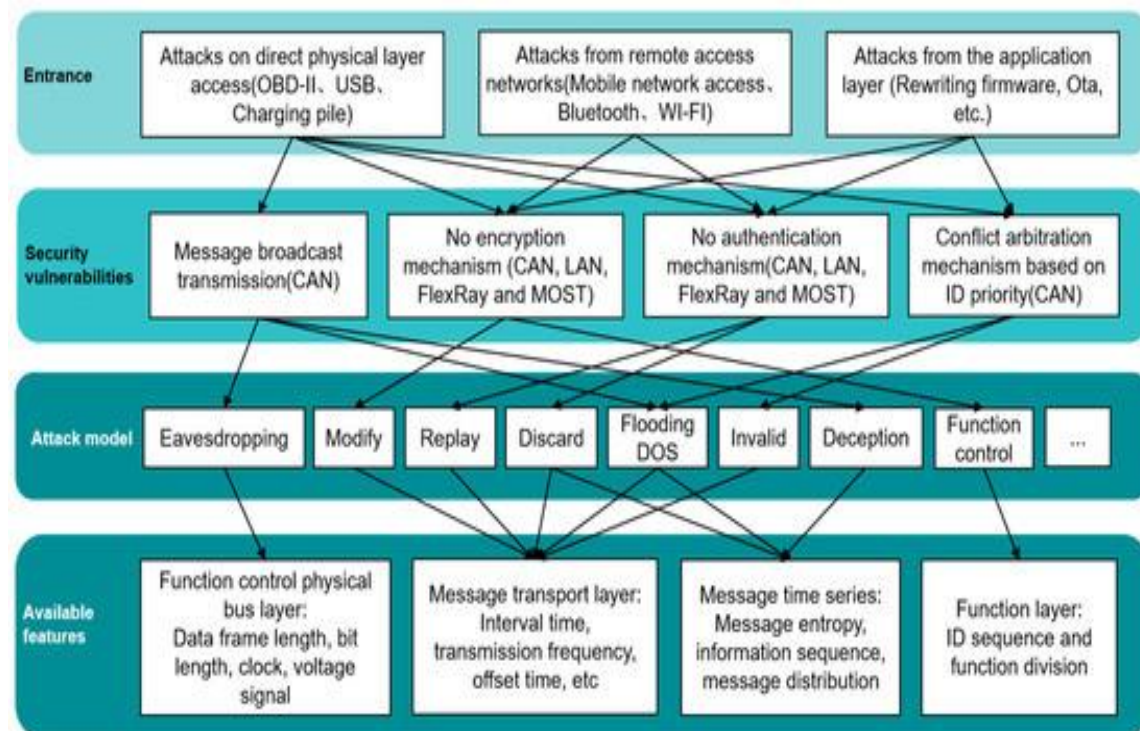 Entrance
Attacks on direct physical layer
access(OBD-II、USB、
Charging pile)
Attacks from remote access
networks(Mobile network access、
Bluetooth、WI-FI)
Attacks from the application
layer (Rewriting firmware, Ota,
etc.)
Security
vulnerabilities
Message broadcast
transmission(CAN)
No encryption
mechanism (CAN, LAN,
FlexRay and MOST)
No authentication
mechanism(CAN, LAN,
FlexRay and MOST)
Conflict arbitration
mechanism based on
ID priority(CAN)
Attack model
Eavesdropping
Modify
Replay
Discard
Flooding
DOS
Invalid
Deception
Function
control
...
Available
features
Function control physical
bus layer:
Data frame length, bit
length, clock, voltage
signal
Message transport layer:
Interval time,
transmission frequency,
offset time, etc
Message time series:
Message entropy,
information sequence,
message distribution
Function layer:
ID sequence and
function division